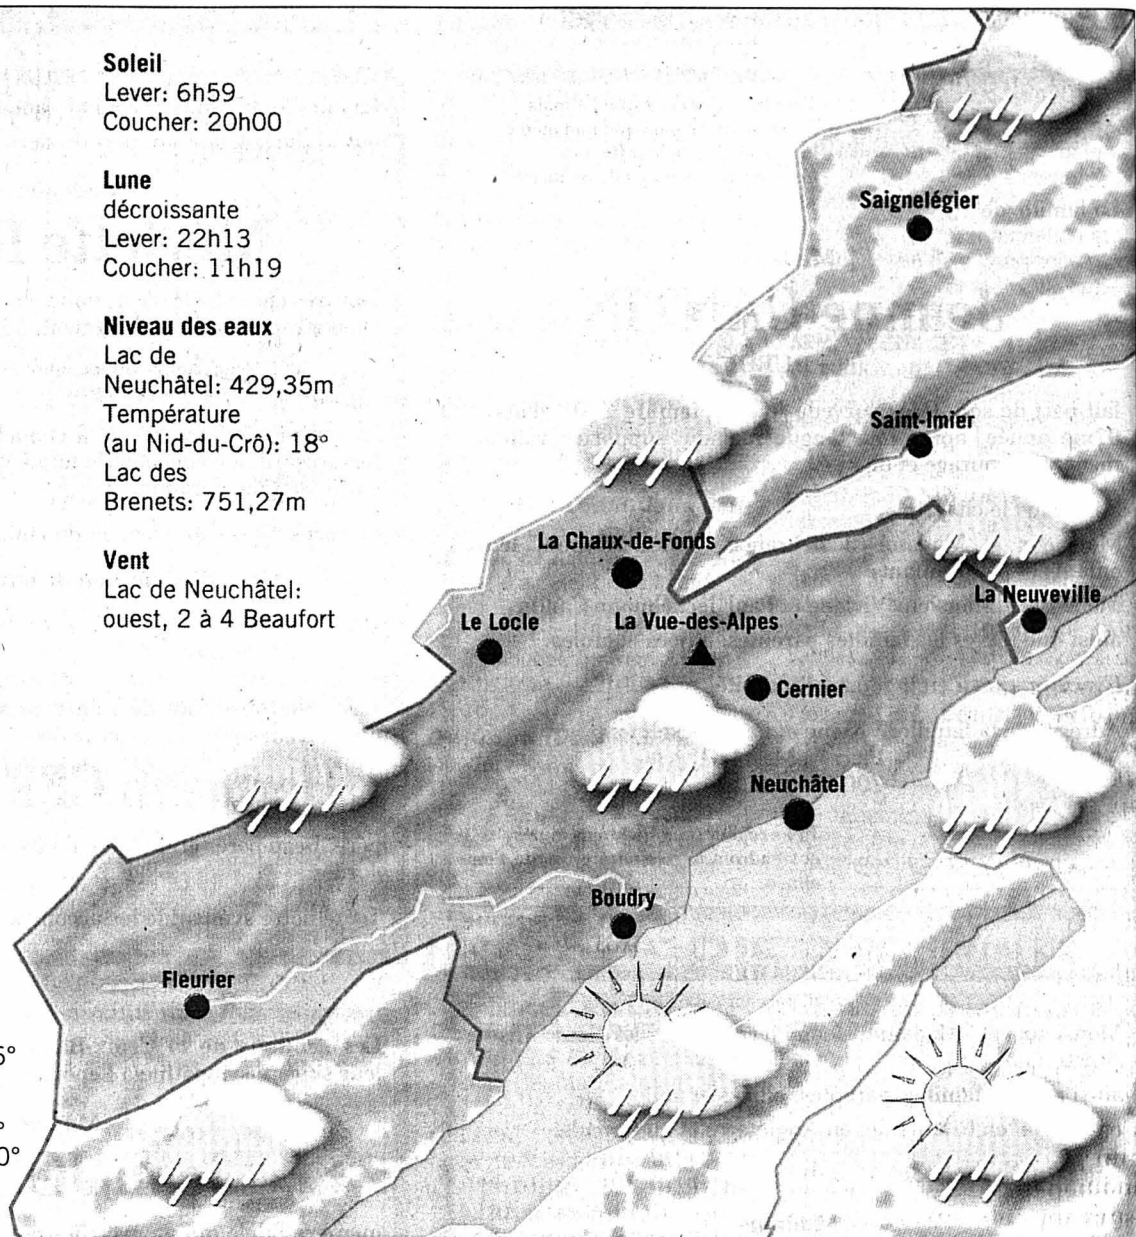 Soleil
Lever: 6h59
Coucher: 20h00
Lune
décroissante
Lever: 22h13
Coucher: 11h19
Niveau des eaux
Lac de
Neuchâtel: 429,35m
Température
(au Nid-du-Crô): 18°
Lac des
Brenets: 751,27m
Vent
Lac de Neuchâtel:
ouest, 2 à 4 Beaufort
Saignelégier
Saint-Imier
La Chaux-de-Fonds
La Neuveville
Le Locle
La Vue-des-Alpes
Cernier
Neuchâtel
Boudry
Fleurier